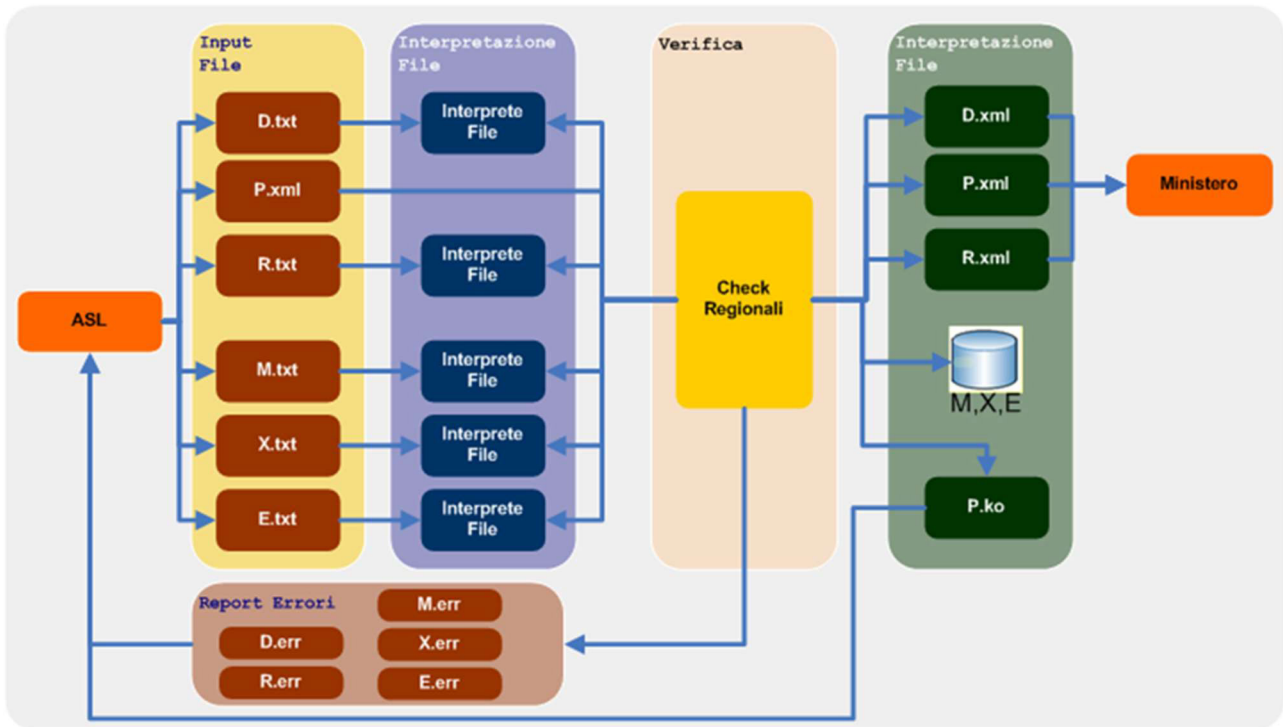 Input
File
Interpretazione
File
Verifica
Interpretazione
File
D.txt
Interprete
File
D.xml
P.xml
P.xml
Ministero
R.txt
Interprete
File
R.xml
ASL
Check
Regionali
M.txt
Interprete
File
M,X,E
X.txt
Interprete
File
E.txt
Interprete
File
P.ko
Report Errori
M.err
D.err
X.err
R.err
E.err